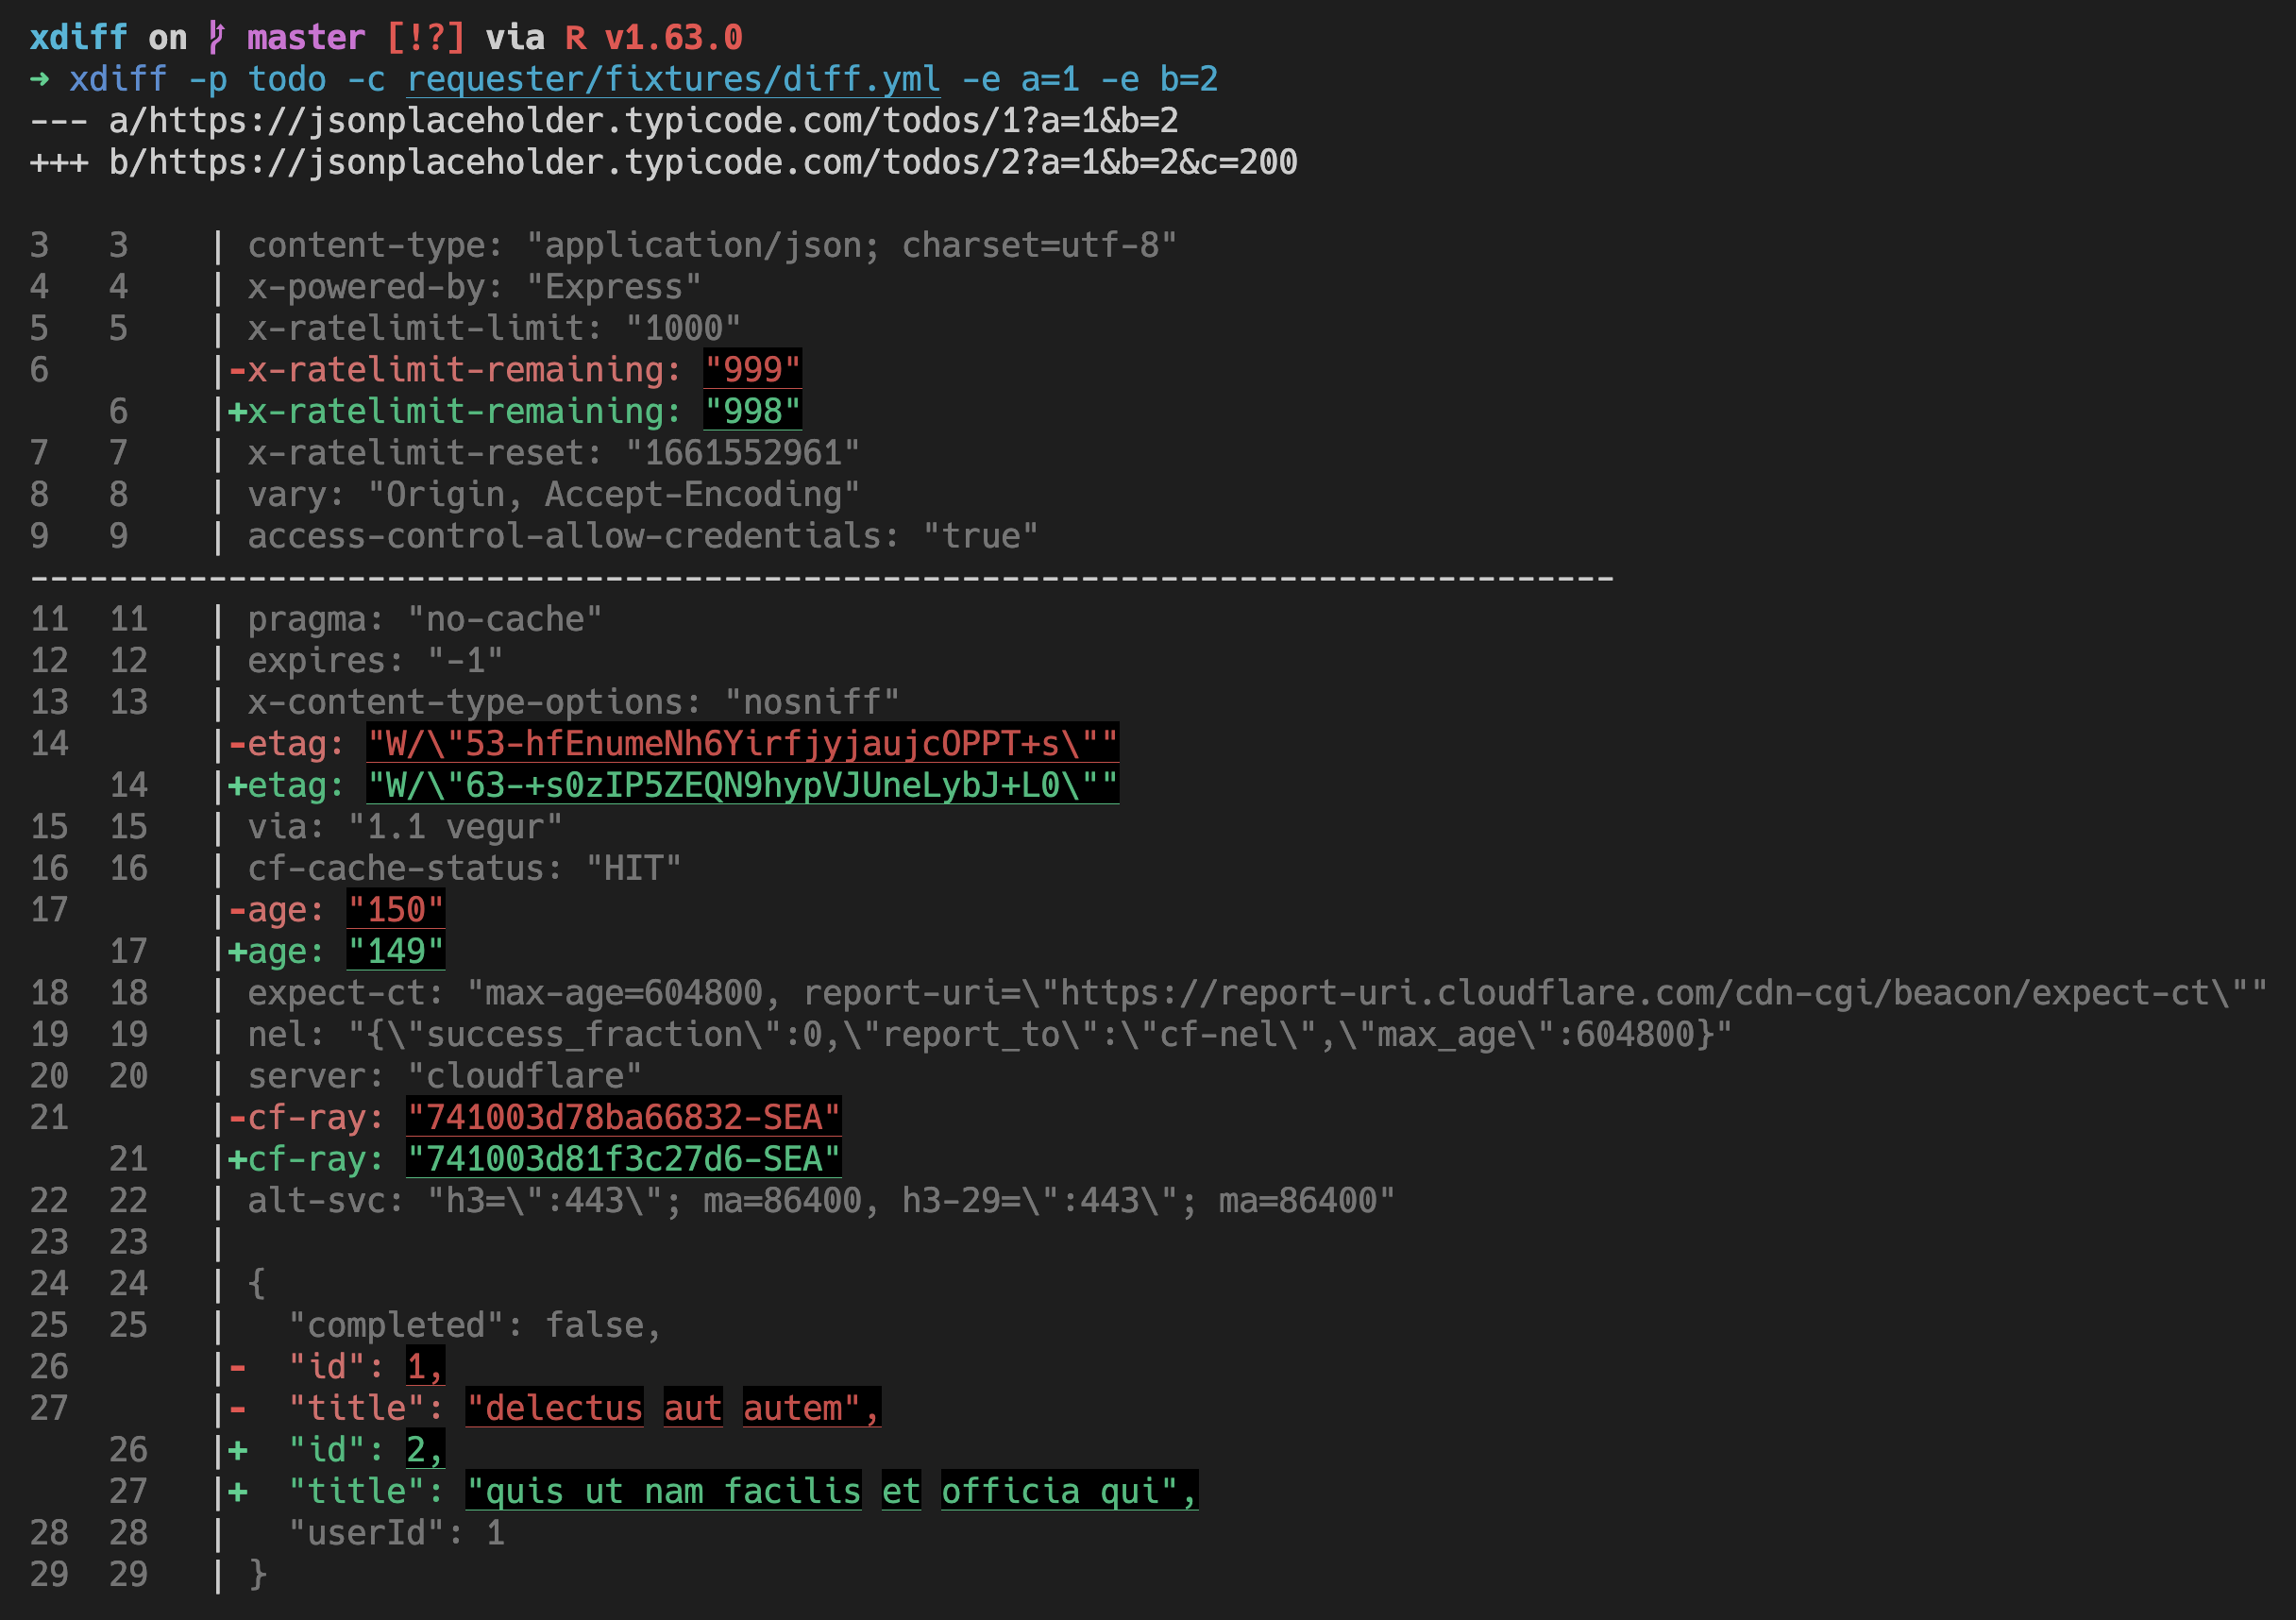 xdiff on master [!?] via R v1.63.0
➜ xdiff -p todo -c requester/fixtures/diff.yml -e a=1 -e b=2
--- a/https://jsonplaceholder.typicode.com/todos/1?a=1&b=2
+++ b/https://jsonplaceholder.typicode.com/todos/2?a=1&b=2&c=200
3   3    | content-type: "application/json; charset=utf-8"
4   4    | x-powered-by: "Express"
5   5    | x-ratelimit-limit: "1000"
6        |-x-ratelimit-remaining: "999"
    6    |+x-ratelimit-remaining: "998"
7   7    | x-ratelimit-reset: "1661552961"
8   8    | vary: "Origin, Accept-Encoding"
9   9    | access-control-allow-credentials: "true"
--------------------------------------------------------------------------------
11  11   | pragma: "no-cache"
12  12   | expires: "-1"
13  13   | x-content-type-options: "nosniff"
14       |-etag: "W/\"53-hfEnumeNh6YirfjyjaujcOPPT+s\""
    14   |+etag: "W/\"63-+s0zIP5ZEQN9hypVJUneLybJ+L0\""
15  15   | via: "1.1 vegur"
16  16   | cf-cache-status: "HIT"
17       |-age: "150"
    17   |+age: "149"
18  18   | expect-ct: "max-age=604800, report-uri=\"https://report-uri.cloudflare.com/cdn-cgi/beacon/expect-ct\""
19  19   | nel: "{\"success_fraction\":0,\"report_to\":\"cf-nel\",\"max_age\":604800}"
20  20   | server: "cloudflare"
21       |-cf-ray: "741003d78ba66832-SEA"
    21   |+cf-ray: "741003d81f3c27d6-SEA"
22  22   | alt-svc: "h3=\":443\"; ma=86400, h3-29=\":443\"; ma=86400"
23  23   |
24  24   | {
25  25   |   "completed": false,
26       |-  "id": 1,
27       |-  "title": "delectus aut autem",
    26   |+  "id": 2,
    27   |+  "title": "quis ut nam facilis et officia qui",
28  28   |   "userId": 1
29  29   | }